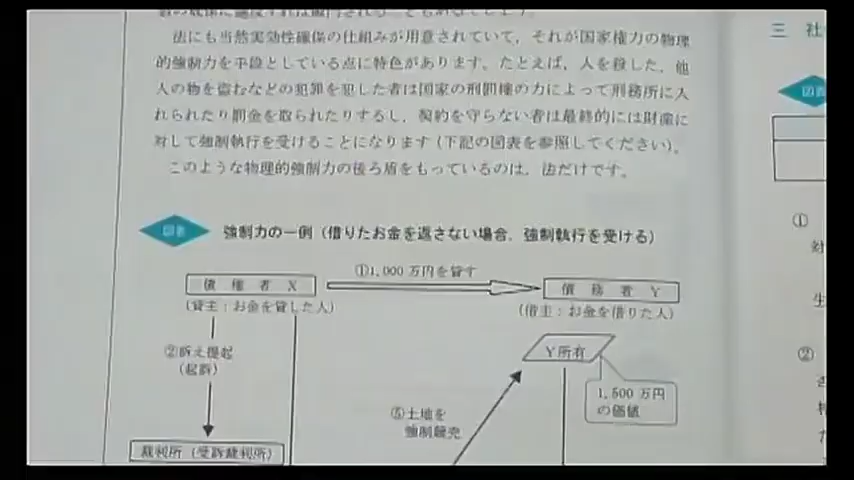 法にも当然実効性確保の仕組みが用意されていて，それが国家権力の物理
的強制力を手段としている点に特色があります。たとえば，人を殺した，他
人の物を盗むなどの犯罪を犯した者は国家の刑罰権の力によって刑務所に入
れられたり罰金を取られたりするし，契約を守らない者は最終的には財産に
対して強制執行を受けることになります（下記の図表を参照してください）。
このような物理的強制力の後ろ盾をもっているのは，法だけです。
図表 強制力の一例（借りたお金を返さない場合，強制執行を受ける）
①1,000万円を貸す
債権者X
債務者Y
（貸主：お金を貸した人）
（借主：お金を借りた人）
②訴え提起
（起訴）
Y所有
1,500万円
の価値
⑤土地を
強制競売
裁判所（受訴裁判所）
三 社
図表
①
対
生
②